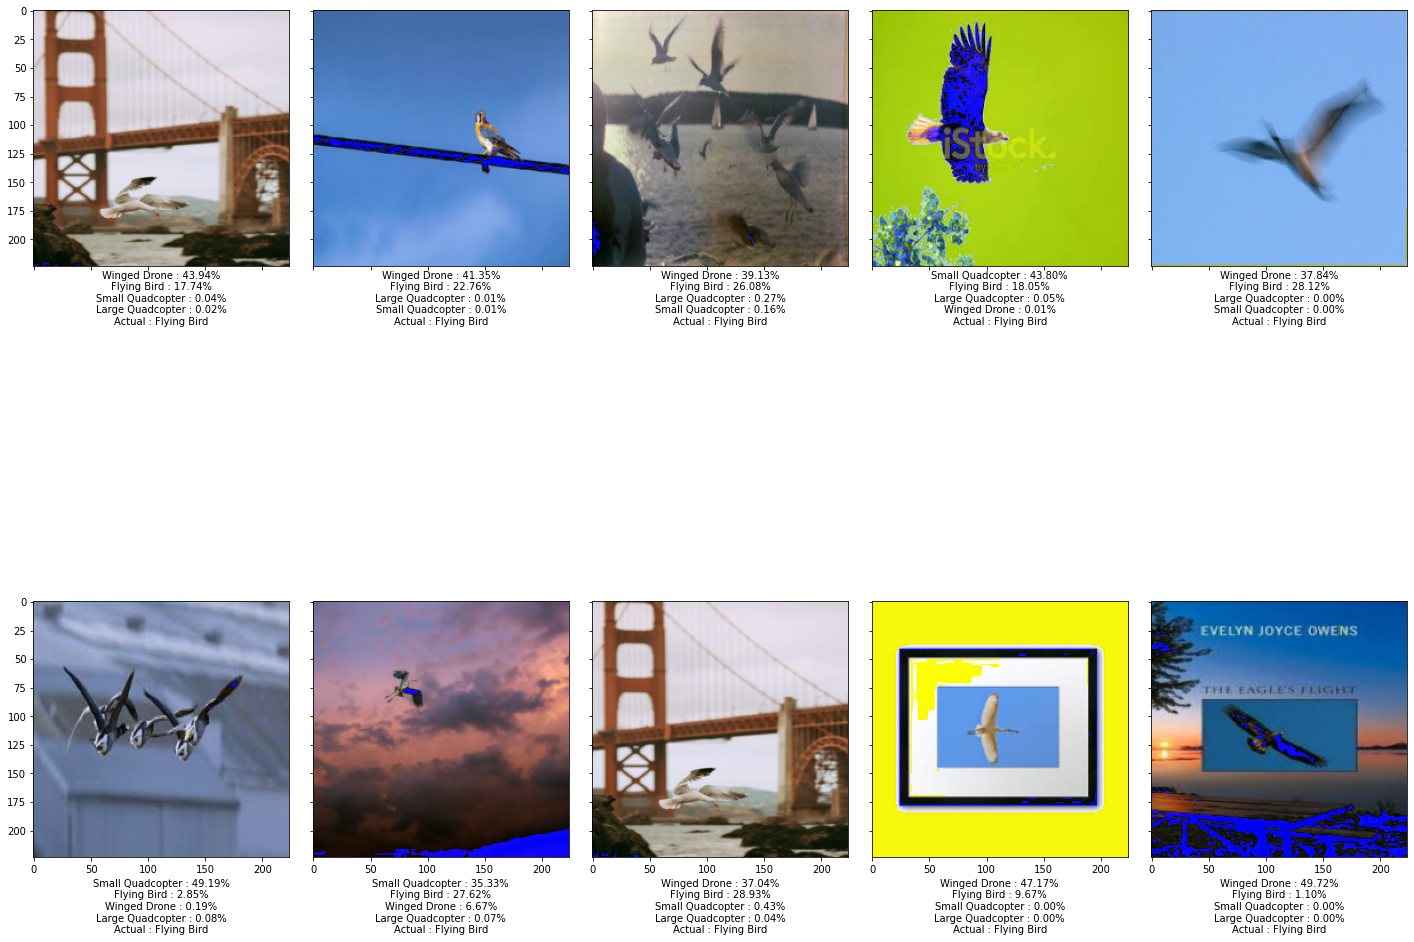 0
25
50
75
100
125
150
175
200
iStock.
Winged Drone : 43.94%
Flying Bird : 17.74%
Small Quadcopter : 0.04%
Large Quadcopter : 0.02%
Actual : Flying Bird
Winged Drone : 41.35%
Flying Bird : 22.76%
Large Quadcopter : 0.01%
Small Quadcopter : 0.01%
Actual : Flying Bird
Winged Drone : 39.13%
Flying Bird : 26.08%
Large Quadcopter : 0.27%
Small Quadcopter : 0.16%
Actual : Flying Bird
Small Quadcopter : 43.80%
Flying Bird : 18.05%
Large Quadcopter : 0.05%
Winged Drone : 0.01%
Actual : Flying Bird
Winged Drone : 37.84%
Flying Bird : 28.12%
Large Quadcopter : 0.00%
Small Quadcopter : 0.00%
Actual : Flying Bird
0
25
50
75
100
125
150
175
200
EVELYN JOYCE OWENS
THE EAGLE'S FLIGHT
0 50 100 150 200
0 50 100 150 200
0 50 100 150 200
0 50 100 150 200
0 50 100 150 200
Small Quadcopter : 49.19%
Flying Bird : 2.85%
Winged Drone : 0.19%
Large Quadcopter : 0.08%
Actual : Flying Bird
Small Quadcopter : 35.33%
Flying Bird : 27.62%
Winged Drone : 6.67%
Large Quadcopter : 0.07%
Actual : Flying Bird
Winged Drone : 37.04%
Flying Bird : 28.93%
Small Quadcopter : 0.43%
Large Quadcopter : 0.04%
Actual : Flying Bird
Winged Drone : 47.17%
Flying Bird : 9.67%
Small Quadcopter : 0.00%
Large Quadcopter : 0.00%
Actual : Flying Bird
Winged Drone : 49.72%
Flying Bird : 1.10%
Small Quadcopter : 0.00%
Large Quadcopter : 0.00%
Actual : Flying Bird